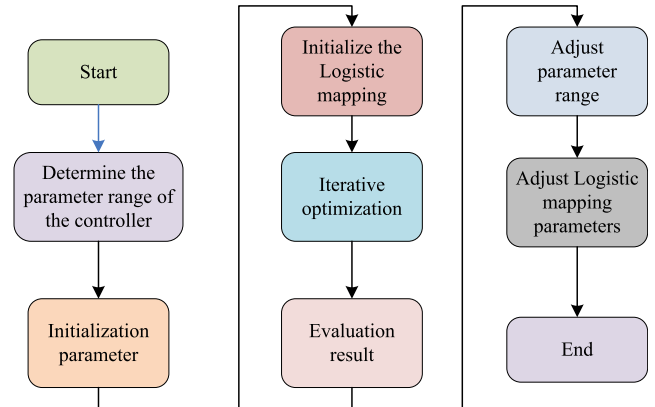 Start
Determine the
parameter range of
the controller
Initialization
parameter
Initialize the
Logistic
mapping
Iterative
optimization
Evaluation
result
Adjust
parameter
range
Adjust Logistic
mapping
parameters
End